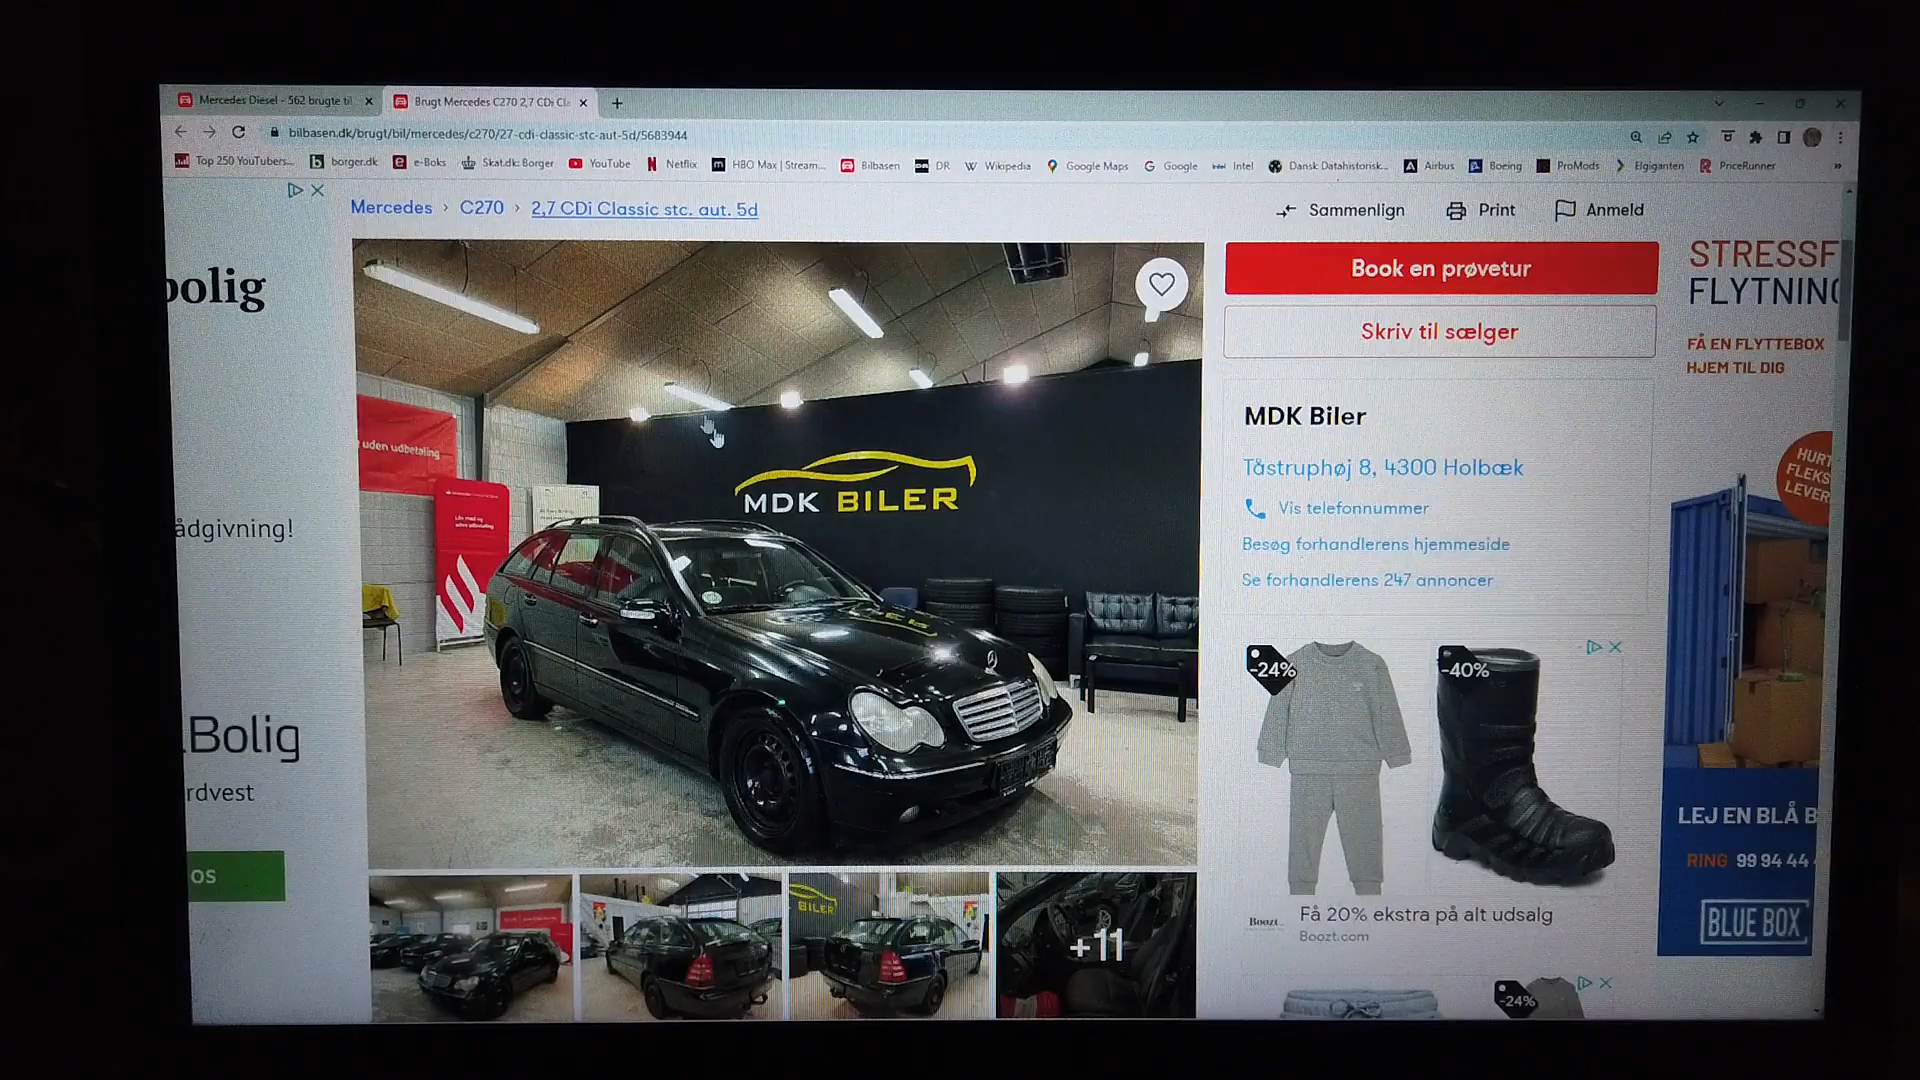 Mercedes Diesel - 562 brugte til
Brugt Mercedes C270 2,7 CDi Cla
bilbasen.dk/brugt/bil/mercedes/c270/27-cdi-classic-stc-aut-5d/5683944
Top 250 YouTubers... borger.dk e-Boks Skat.dk: Borger YouTube Netflix HBO Max | Stream... Bilbasen DR Wikipedia Google Maps Google Intel Dansk Datahistorisk... Airbus Boeing ProMods Elgiganten PriceRunner »
Mercedes › C270 › 2,7 CDi Classic stc. aut. 5d
Sammenlign Print Anmeld
bolig
ådgivning!
.Bolig
rdvest
os
uden udbetaling
MDK BILER
BILER
+11
Book en prøvetur
Skriv til sælger
MDK Biler
Tåstruphøj 8, 4300 Holbæk
Vis telefonnummer
Besøg forhandlerens hjemmeside
Se forhandlerens 247 annoncer
-24%
-40%
Boozt.
Få 20% ekstra på alt udsalg
Boozt.com
-24%
STRESSF
FLYTNING
FÅ EN FLYTTEBOX
HJEM TIL DIG
HURT
FLEKS
LEVER
LEJ EN BLÅ B
RING 99 94 44
BLUE BOX